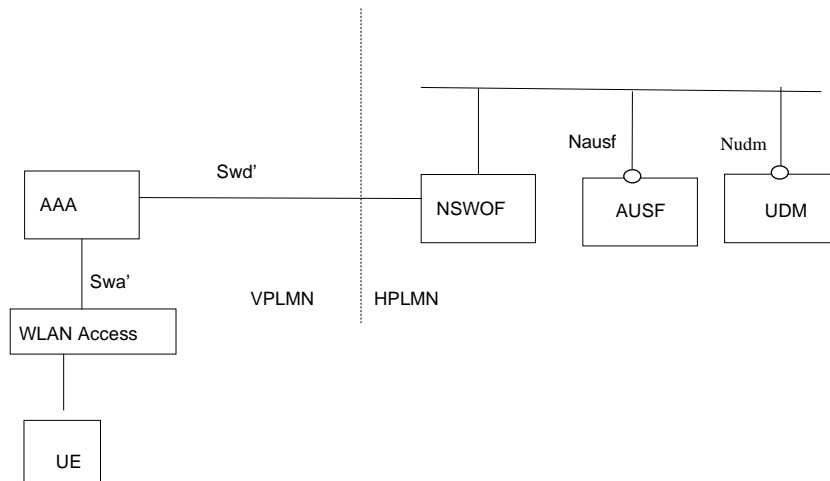 Nausf
Nudm
Swd’
AAA
NSWOF
AUSF
UDM
Swa’
VPLMN
HPLMN
WLAN Access
UE